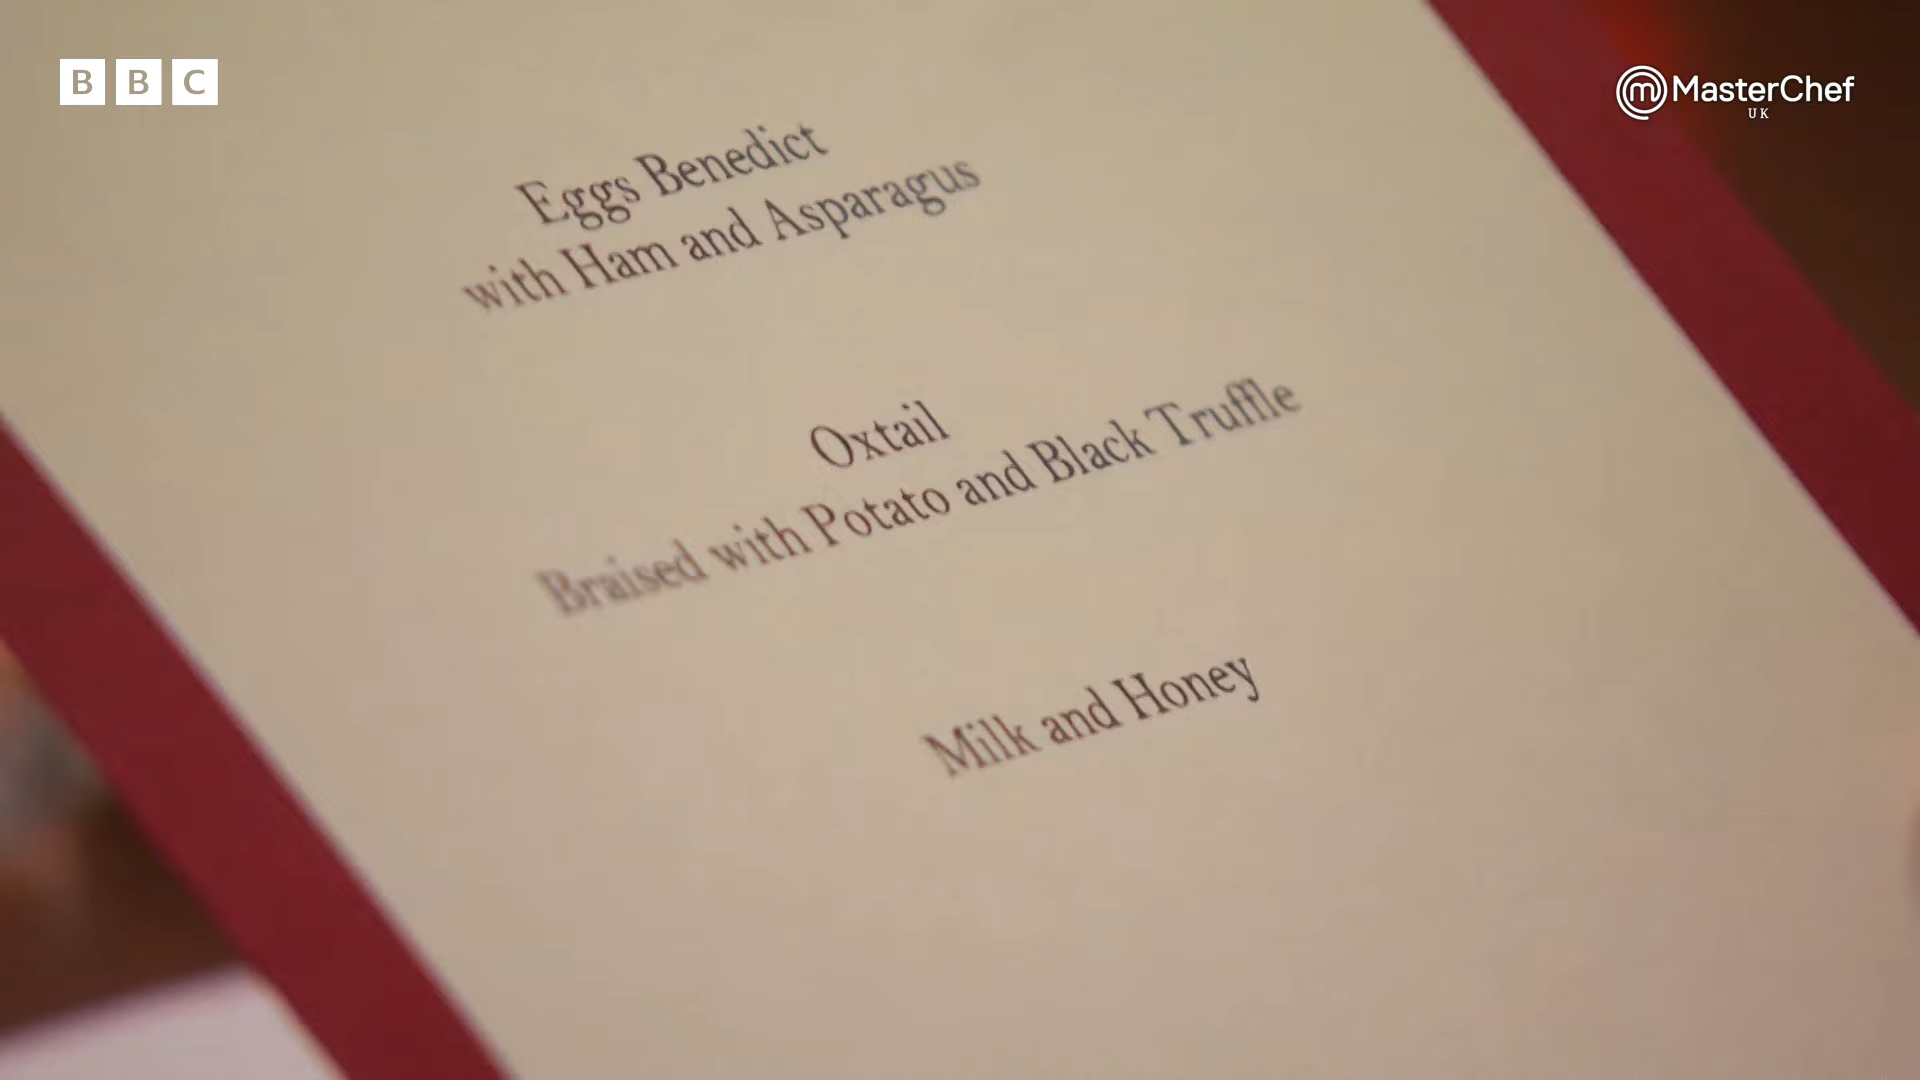 BBC
MasterChef
UK
Eggs Benedict
with Ham and Asparagus
Oxtail
Braised with Potato and Black Truffle
Milk and Honey